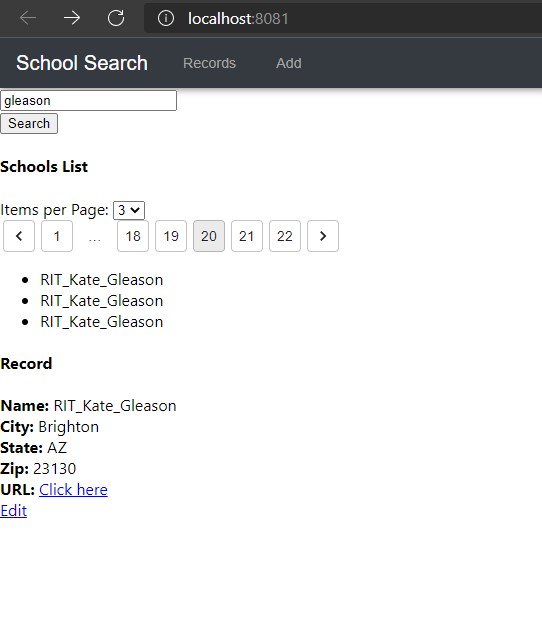 localhost:8081
School Search Records Add
gleason
Search
Schools List
Items per Page: 3
1 … 18 19 20 21 22
RIT_Kate_Gleason
RIT_Kate_Gleason
RIT_Kate_Gleason
Record
Name: RIT_Kate_Gleason
City: Brighton
State: AZ
Zip: 23130
URL: Click here
Edit